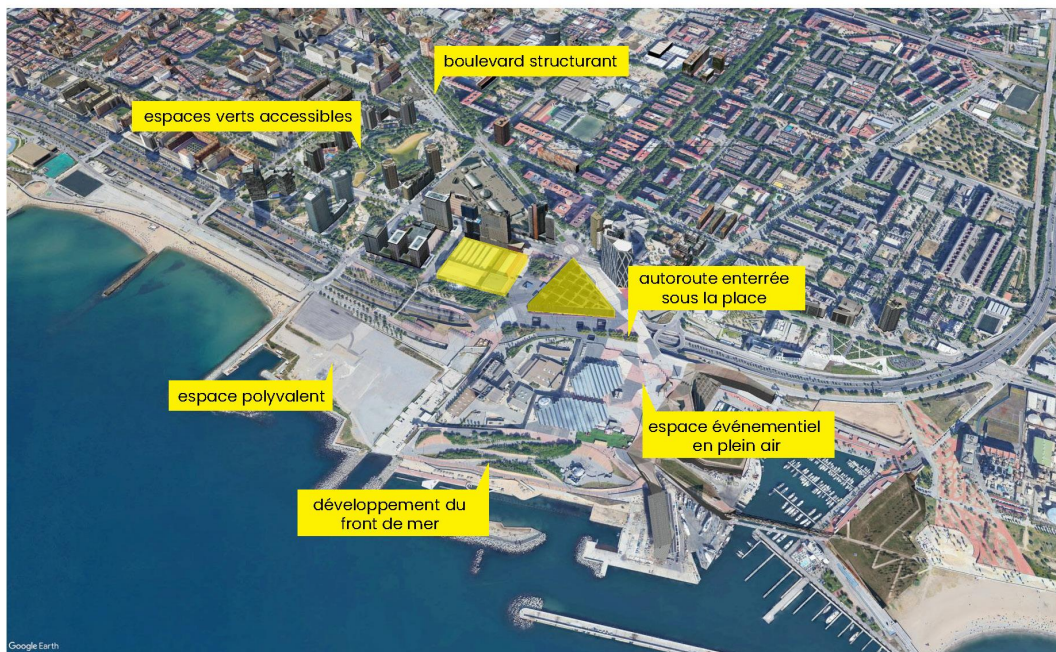 boulevard structurant
espaces verts accessibles
autoroute enterrée
sous la place
espace polyvalent
espace événementiel
en plein air
développement du
front de mer
Google Earth